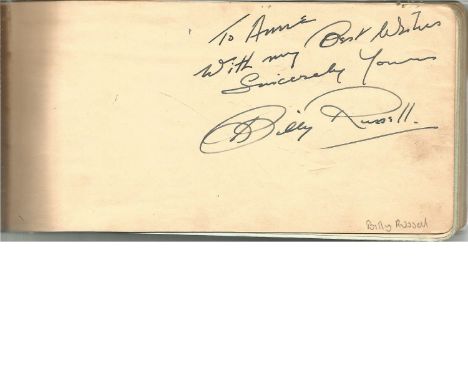 To Anne
With my Best Wishes
Sincerely Yours
Billy Russell.
Billy Russell